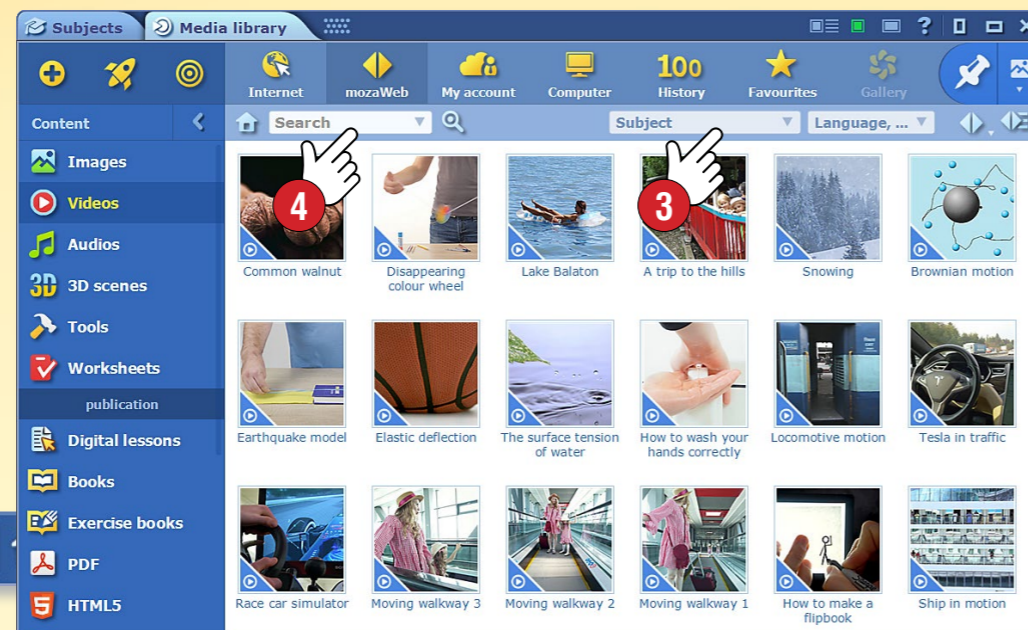 Subjects
Media library
?
Internet
mozaWeb
My account
Computer
100
History
Favourites
Gallery
Content
Search
Subject
Language, ...
Images
Videos
Audios
3D
3D scenes
Tools
Worksheets
publication
Digital lessons
Books
Exercise books
PDF
5
HTML5
4
3
Common walnut
Disappearing
colour wheel
Lake Balaton
A trip to the hills
Snowing
Brownian motion
Earthquake model
Elastic deflection
The surface tension
of water
How to wash your
hands correctly
Locomotive motion
Tesla in traffic
Race car simulator
Moving walkway 3
Moving walkway 2
Moving walkway 1
How to make a
flipbook
Ship in motion